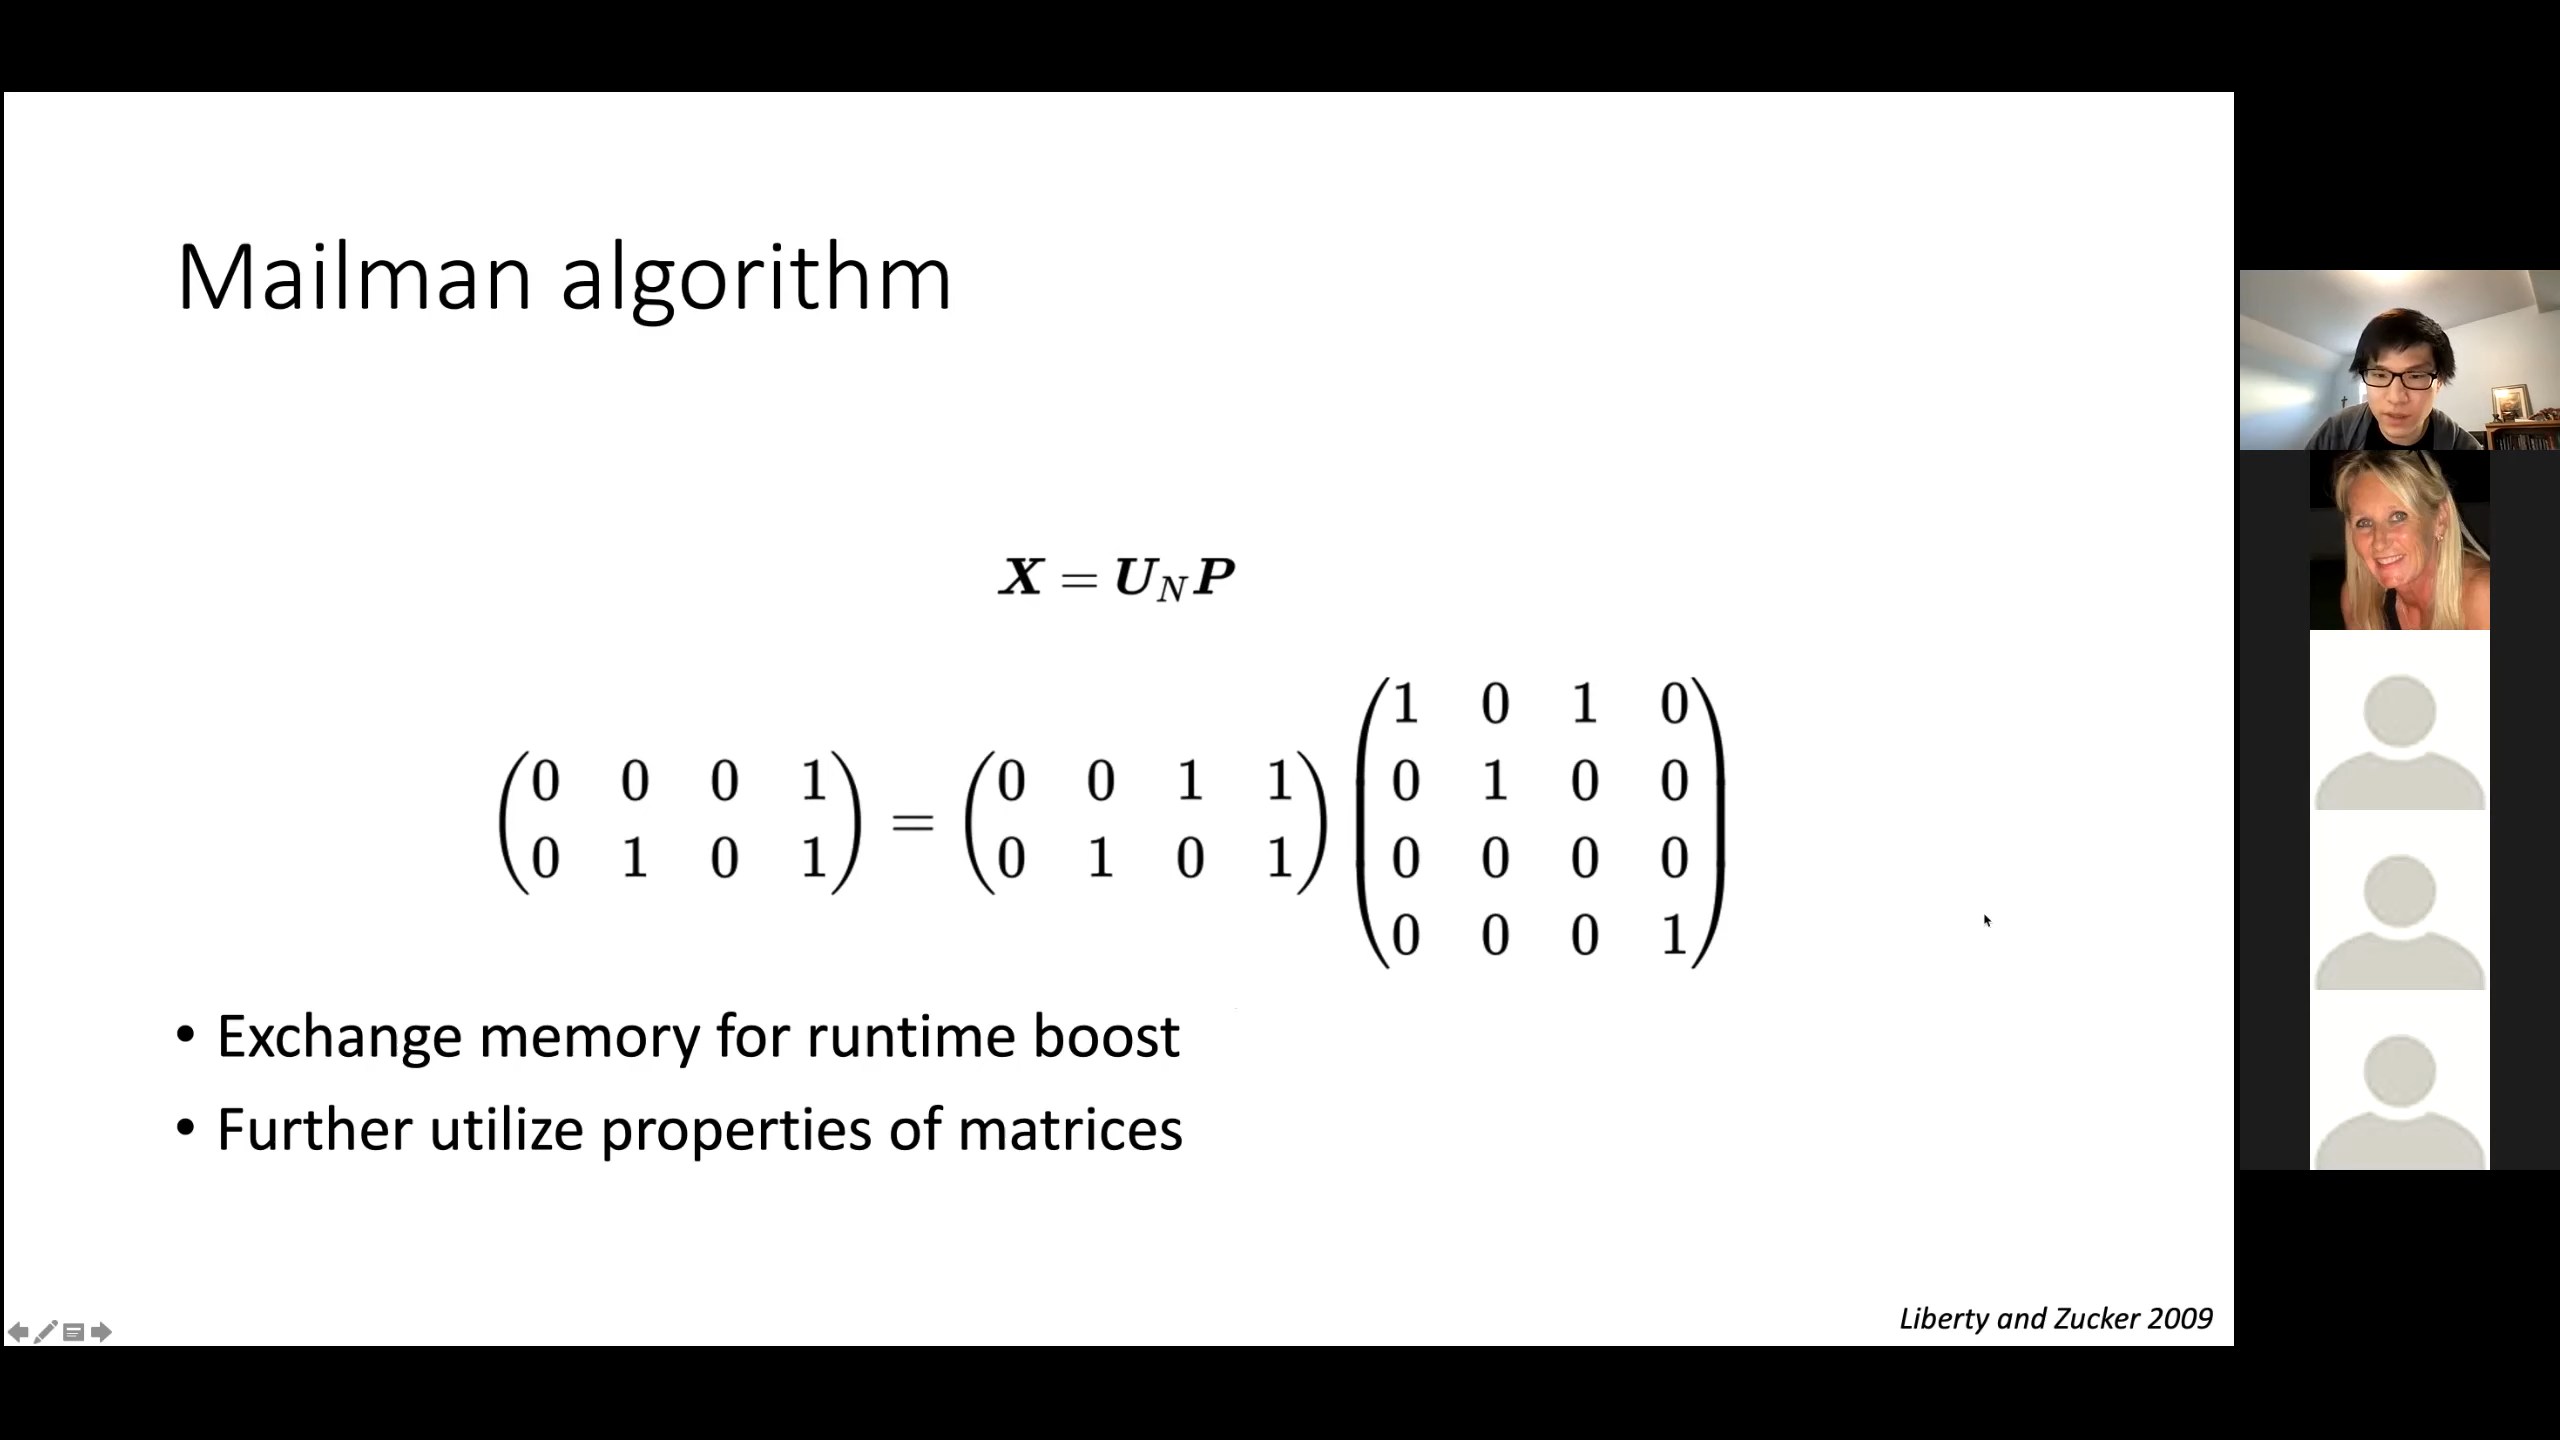 Mailman algorithm
X = U_N P
1 0 1 0
0 0 0 1 0 0 1 1 0 1 0 0
=
0 1 0 1 0 1 0 1 0 0 0 0
0 0 0 1
• Exchange memory for runtime boost
• Further utilize properties of matrices
Liberty and Zucker 2009